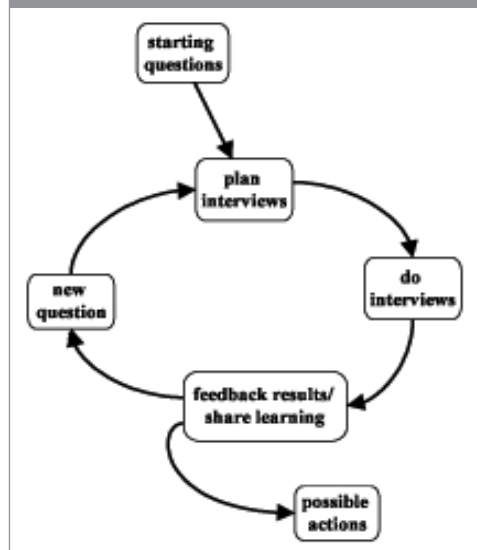 starting
questions
plan
interviews
do
interviews
new
question
feedback results/
share learning
possible
actions